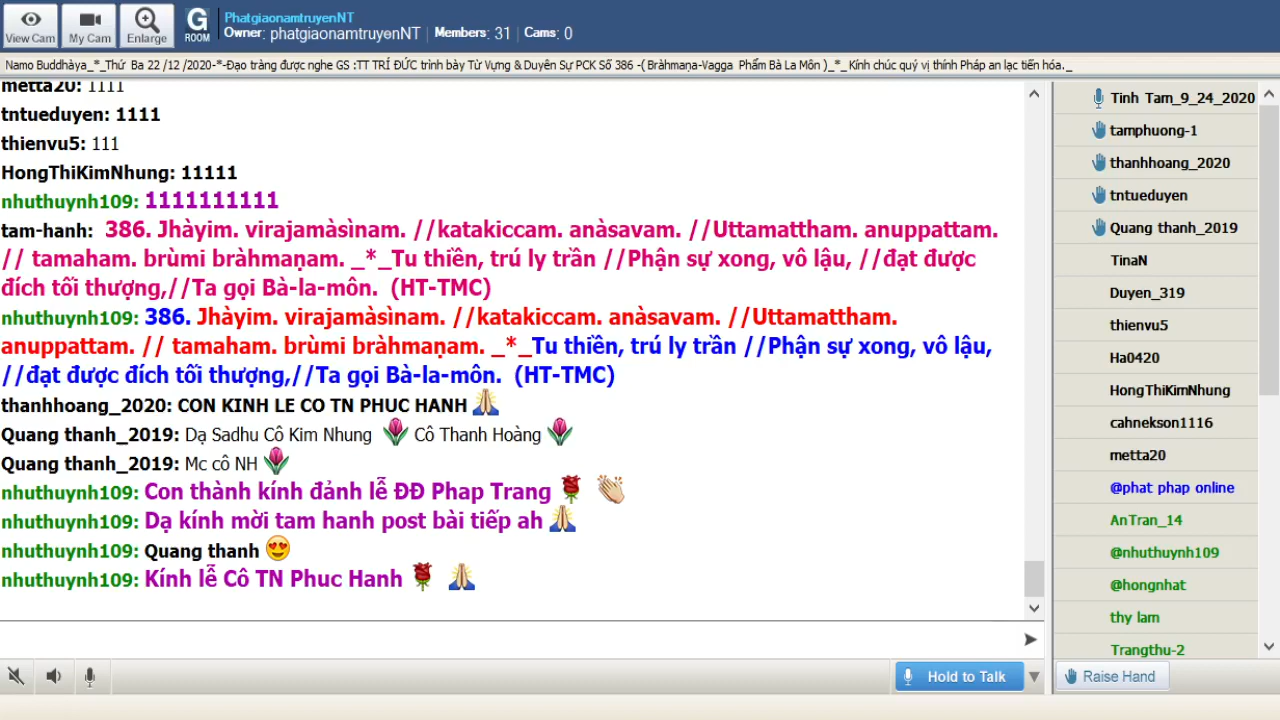 View Cam
My Cam
Enlarge
G
ROOM
PhatgiaonamtruyenNT
Owner: phatgiaonamtruyenNT | Members: 31 | Cams: 0
Namo Buddhàya_*_Thứ Ba 22 /12 /2020-*-Đạo tràng được nghe GS :TT TRÍ ĐỨC trình bày Từ Vựng & Duyên Sự PCK Số 386 -( Bràhmaṇa-Vagga Phẩm Bà La Môn )_*_ Kính chúc quý vị thính Pháp an lạc tiến hóa._
metta20: 1111
tntueduyen: 1111
thienvu5: 111
HongThiKimNhung: 11111
nhuthuynh109: 1111111111
tam-hanh: 386. Jhàyim. virajamàsìnam. //katakiccam. anàsavam. //Uttamattham. anuppattam.
// tamaham. brùmi bràhmaṇam. _*_Tu thiền, trú ly trần //Phận sự xong, vô lậu, //đạt được
đích tối thượng,//Ta gọi Bà-la-môn. (HT-TMC)
nhuthuynh109: 386. Jhàyim. virajamàsìnam. //katakiccam. anàsavam. //Uttamattham.
anuppattam. // tamaham. brùmi bràhmaṇam. _*_Tu thiền, trú ly trần //Phận sự xong, vô lậu,
//đạt được đích tối thượng,//Ta gọi Bà-la-môn. (HT-TMC)
thanhhoang_2020: CON KINH LE CO TN PHUC HANH
Quang thanh_2019: Dạ Sadhu Cô Kim Nhung Cô Thanh Hoàng
Quang thanh_2019: Mc cô NH
nhuthuynh109: Con thành kính đảnh lễ ĐĐ Phap Trang
nhuthuynh109: Dạ kính mời tam hanh post bài tiếp ah
nhuthuynh109: Quang thanh
nhuthuynh109: Kính lễ Cô TN Phuc Hanh
Hold to Talk
Tinh Tam_9_24_2020
tamphuong-1
thanhhoang_2020
tntueduyen
Quang thanh_2019
TinaN
Duyen_319
thienvu5
Ha0420
HongThiKimNhung
cahnekson1116
metta20
@phat phap online
AnTran_14
@nhuthuynh109
@hongnhat
thy lam
Trangthu-2
Raise Hand